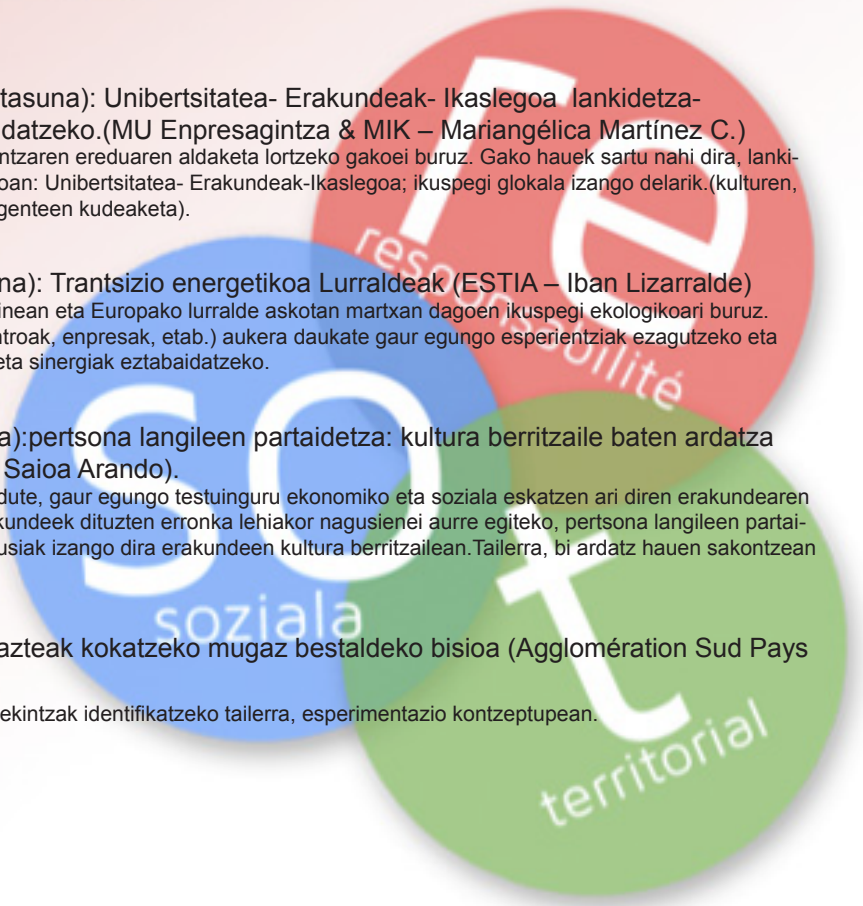 tasuna): Unibertsitatea- Erakundeak- Ikaslegoa lankidetza-
datzeko.(MU Enpresagintza & MIK – Mariangélica Martínez C.)
ntzaren ereduaren aldaketa lortzeko gakoei buruz. Gako hauek sartu nahi dira, lanki-
oan: Unibertsitatea- Erakundeak-Ikaslegoa; ikuspegi glokala izango delarik.(kulturen,
genteen kudeaketa).
na): Trantsizio energetikoa Lurraldeak (ESTIA – Iban Lizarralde)
inean eta Europako lurralde askotan martxan dagoen ikuspegi ekologikoari buruz.
ntroak, enpresak, etab.) aukera daukate gaur egungo esperientziak ezagutzeko eta
eta sinergiak eztabaidatzeko.
a):pertsona langileen partaidetza: kultura berritzaile baten ardatza
Saioa Arando).
dute, gaur egungo testuinguru ekonomiko eta soziala eskatzen ari diren erakundearen
kundeek dituzten erronka lehiakor nagusienei aurre egiteko, pertsona langileen partai-
usiak izango dira erakundeen kultura berritzailean.Tailerra, bi ardatz hauen sakontzean
azteak kokatzeko mugaz bestaldeko bisioa (Agglomération Sud Pays
ekintzak identifikatzeko tailerra, esperimentazio kontzeptupean.
re
responsabilité
so
soziala
t
territorial